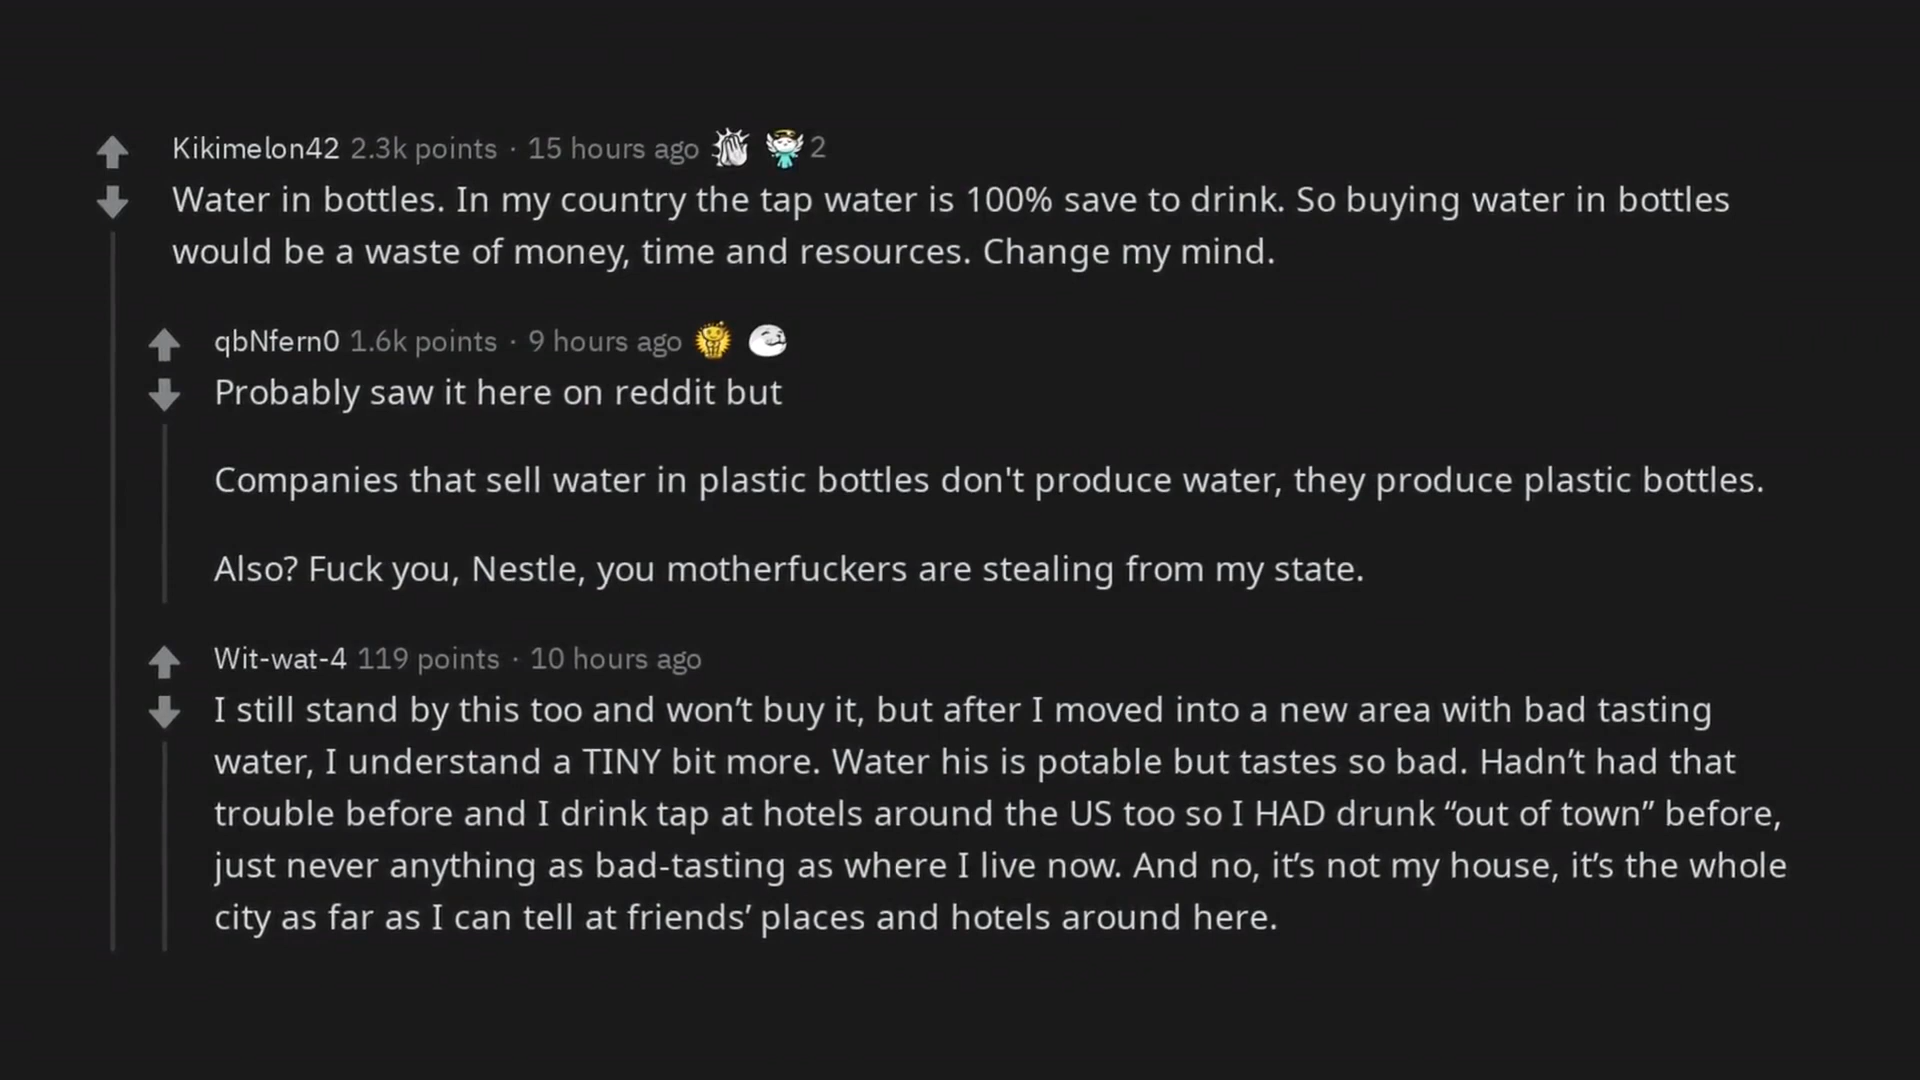 Kikimelon42 2.3k points · 15 hours ago 2
Water in bottles. In my country the tap water is 100% save to drink. So buying water in bottles
would be a waste of money, time and resources. Change my mind.
qbNfern0 1.6k points · 9 hours ago
Probably saw it here on reddit but
Companies that sell water in plastic bottles don't produce water, they produce plastic bottles.
Also? Fuck you, Nestle, you motherfuckers are stealing from my state.
Wit-wat-4 119 points · 10 hours ago
I still stand by this too and won’t buy it, but after I moved into a new area with bad tasting
water, I understand a TINY bit more. Water his is potable but tastes so bad. Hadn’t had that
trouble before and I drink tap at hotels around the US too so I HAD drunk “out of town” before,
just never anything as bad-tasting as where I live now. And no, it’s not my house, it’s the whole
city as far as I can tell at friends’ places and hotels around here.